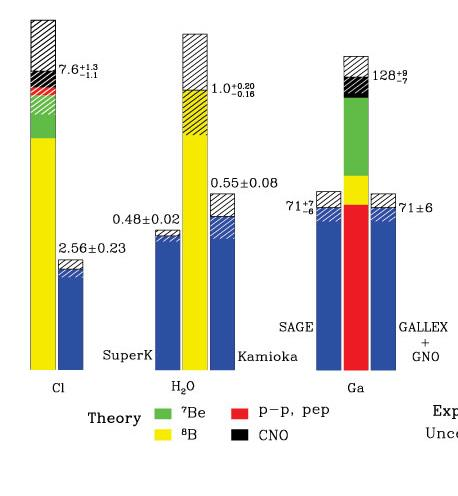 7.6+1.3−1.1
1.0+0.20−0.16
128+9−7
0.55±0.08
0.48±0.02
71+7−6
71±6
2.56±0.23
SAGE
GALLEX
+
GNO
SuperK
Kamioka
Cl
H2O
Ga
Theory
7Be
p−p, pep
Exp
8B
CNO
Unce